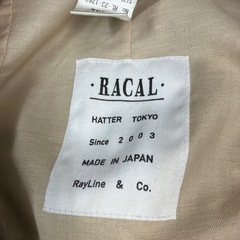 · RACAL ·
HATTER TOKYO
Since 2003
MADE IN JAPAN
RayLine & Co.